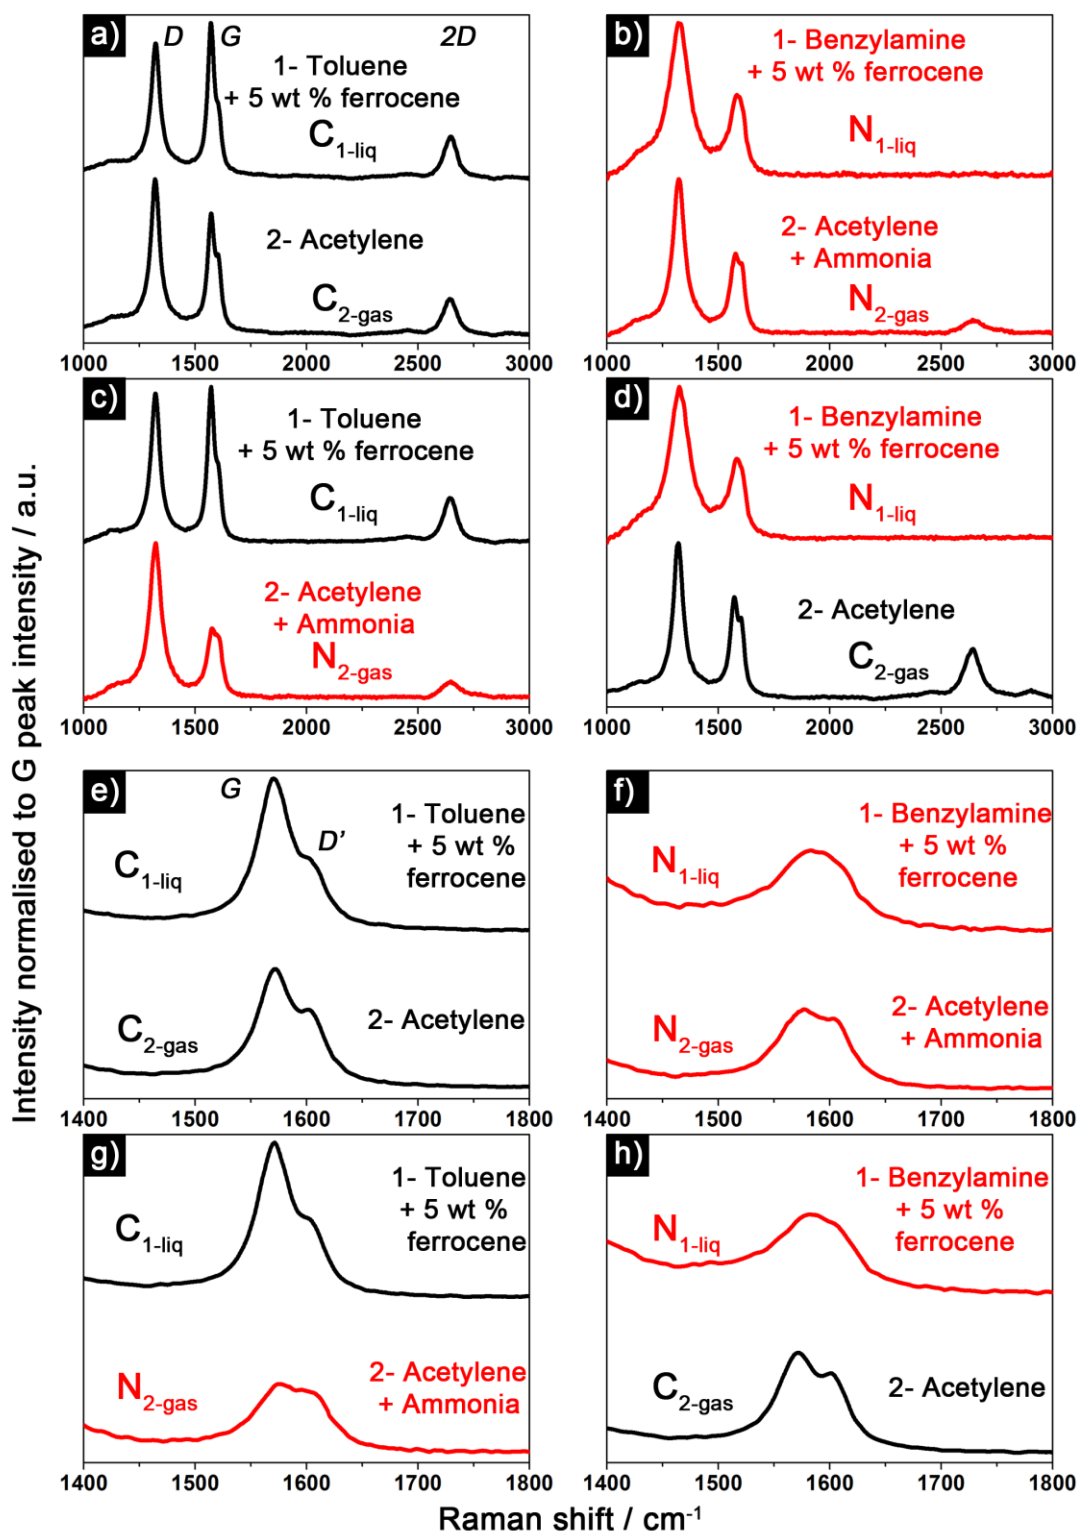 Intensity normalised to G peak intensity / a.u.
a)
D
G
2D
1- Toluene
+ 5 wt % ferrocene
C1-liq
2- Acetylene
C2-gas
1000 1500 2000 2500 3000
b)
1- Benzylamine
+ 5 wt % ferrocene
N1-liq
2- Acetylene
+ Ammonia
N2-gas
1000 1500 2000 2500 3000
c)
1- Toluene
+ 5 wt % ferrocene
C1-liq
2- Acetylene
+ Ammonia
N2-gas
1000 1500 2000 2500 3000
d)
1- Benzylamine
+ 5 wt % ferrocene
N1-liq
2- Acetylene
C2-gas
1000 1500 2000 2500 3000
e)
G
D'
1- Toluene
+ 5 wt %
ferrocene
C1-liq
2- Acetylene
C2-gas
1400 1500 1600 1700 1800
f)
1- Benzylamine
+ 5 wt %
ferrocene
N1-liq
2- Acetylene
+ Ammonia
N2-gas
1400 1500 1600 1700 1800
g)
1- Toluene
+ 5 wt %
ferrocene
C1-liq
2- Acetylene
+ Ammonia
N2-gas
1400 1500 1600 1700 1800
h)
1- Benzylamine
+ 5 wt %
ferrocene
N1-liq
2- Acetylene
C2-gas
1400 1500 1600 1700 1800
Raman shift / cm-1